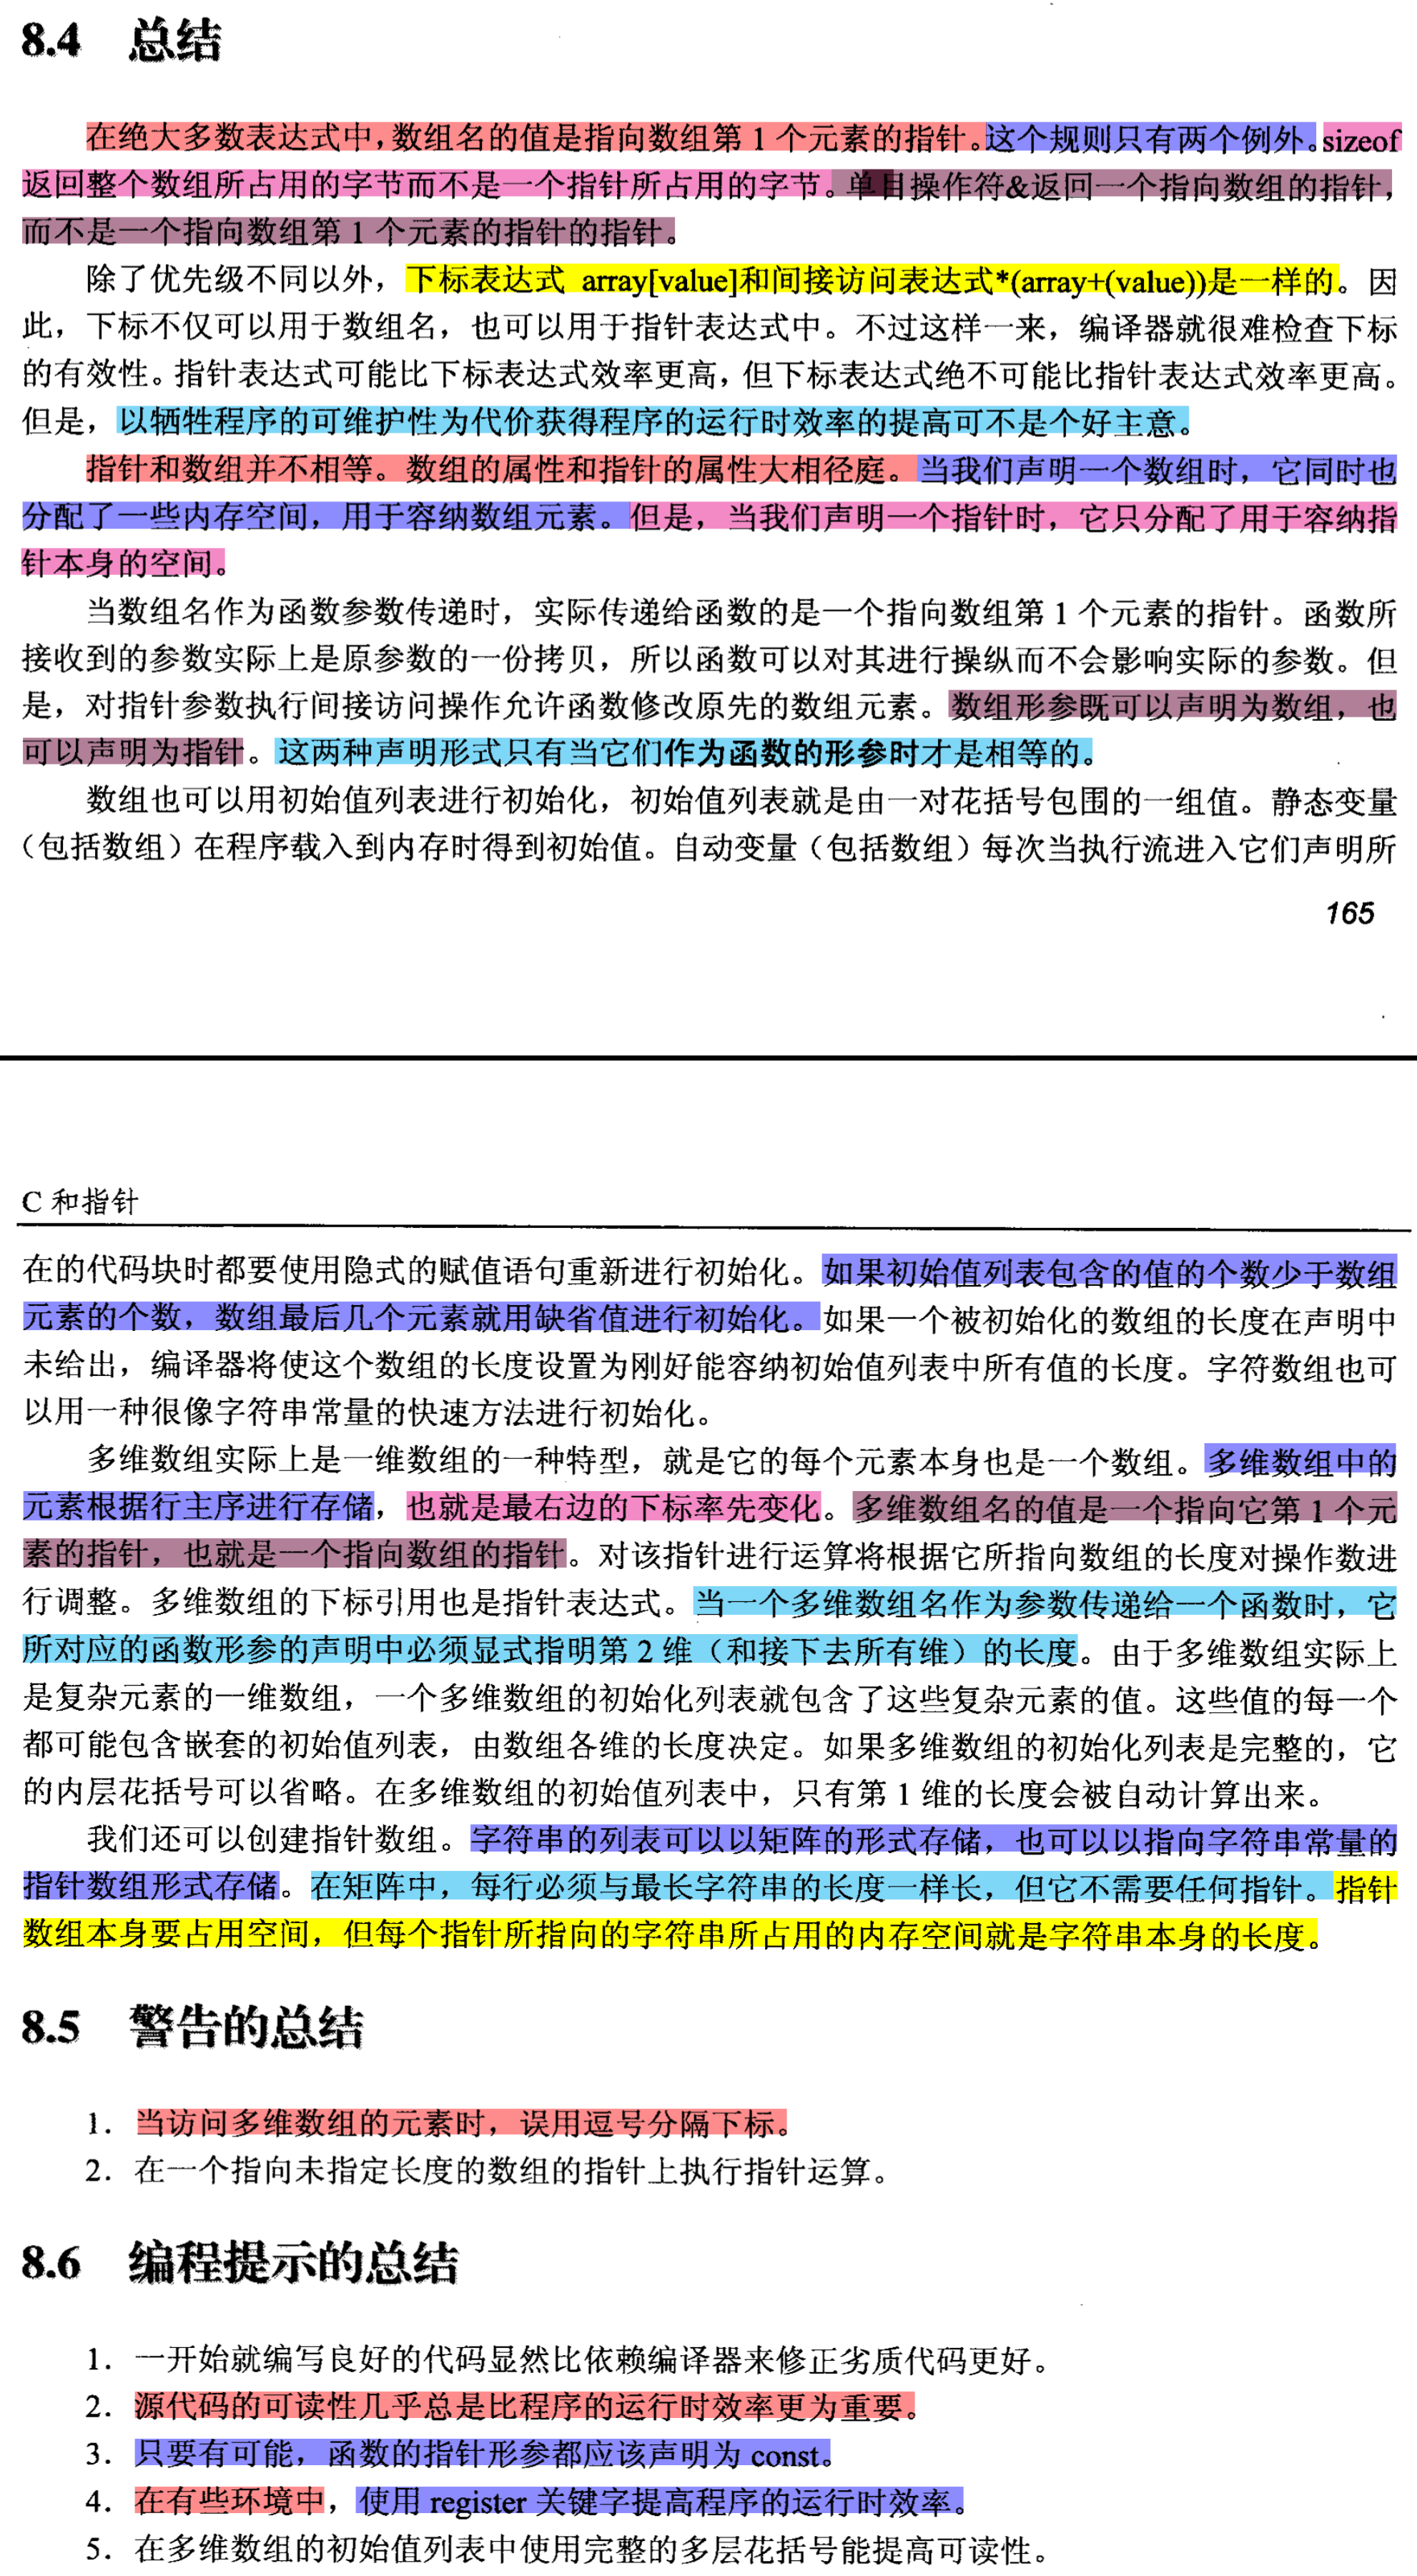 8.4 总结
在绝大多数表达式中，数组名的值是指向数组第 1 个元素的指针。这个规则只有两个例外。sizeof
返回整个数组所占用的字节而不是一个指针所占用的字节。单目操作符&返回一个指向数组的指针，
而不是一个指向数组第 1 个元素的指针的指针。
除了优先级不同以外，下标表达式 array[value]和间接访问表达式*(array+(value))是一样的。因
此，下标不仅可以用于数组名，也可以用于指针表达式中。不过这样一来，编译器就很难检查下标
的有效性。指针表达式可能比下标表达式效率更高，但下标表达式绝不可能比指针表达式效率更高。
但是，以牺牲程序的可维护性为代价获得程序的运行时效率的提高可不是个好主意。
指针和数组并不相等。数组的属性和指针的属性大相径庭。当我们声明一个数组时，它同时也
分配了一些内存空间，用于容纳数组元素。但是，当我们声明一个指针时，它只分配了用于容纳指
针本身的空间。
当数组名作为函数参数传递时，实际传递给函数的是一个指向数组第 1 个元素的指针。函数所
接收到的参数实际上是原参数的一份拷贝，所以函数可以对其进行操纵而不会影响实际的参数。但
是，对指针参数执行间接访问操作允许函数修改原先的数组元素。数组形参既可以声明为数组，也
可以声明为指针。这两种声明形式只有当它们作为函数的形参时才是相等的。
数组也可以用初始值列表进行初始化，初始值列表就是由一对花括号包围的一组值。静态变量
（包括数组）在程序载入到内存时得到初始值。自动变量（包括数组）每次当执行流进入它们声明所
165
C 和指针
在的代码块时都要使用隐式的赋值语句重新进行初始化。如果初始值列表包含的值的个数少于数组
元素的个数，数组最后几个元素就用缺省值进行初始化。如果一个被初始化的数组的长度在声明中
未给出，编译器将使这个数组的长度设置为刚好能容纳初始值列表中所有值的长度。字符数组也可
以用一种很像字符串常量的快速方法进行初始化。
多维数组实际上是一维数组的一种特型，就是它的每个元素本身也是一个数组。多维数组中的
元素根据行主序进行存储，也就是最右边的下标率先变化。多维数组名的值是一个指向它第 1 个元
素的指针，也就是一个指向数组的指针。对该指针进行运算将根据它所指向数组的长度对操作数进
行调整。多维数组的下标引用也是指针表达式。当一个多维数组名作为参数传递给一个函数时，它
所对应的函数形参的声明中必须显式指明第 2 维（和接下去所有维）的长度。由于多维数组实际上
是复杂元素的一维数组，一个多维数组的初始化列表就包含了这些复杂元素的值。这些值的每一个
都可能包含嵌套的初始值列表，由数组各维的长度决定。如果多维数组的初始化列表是完整的，它
的内层花括号可以省略。在多维数组的初始值列表中，只有第 1 维的长度会被自动计算出来。
我们还可以创建指针数组。字符串的列表可以以矩阵的形式存储，也可以以指向字符串常量的
指针数组形式存储。在矩阵中，每行必须与最长字符串的长度一样长，但它不需要任何指针。指针
数组本身要占用空间，但每个指针所指向的字符串所占用的内存空间就是字符串本身的长度。
8.5 警告的总结
1. 当访问多维数组的元素时，误用逗号分隔下标。
2. 在一个指向未指定长度的数组的指针上执行指针运算。
8.6 编程提示的总结
1. 一开始就编写良好的代码显然比依赖编译器来修正劣质代码更好。
2. 源代码的可读性几乎总是比程序的运行时效率更为重要。
3. 只要有可能，函数的指针形参都应该声明为 const。
4. 在有些环境中，使用 register 关键字提高程序的运行时效率。
5. 在多维数组的初始值列表中使用完整的多层花括号能提高可读性。